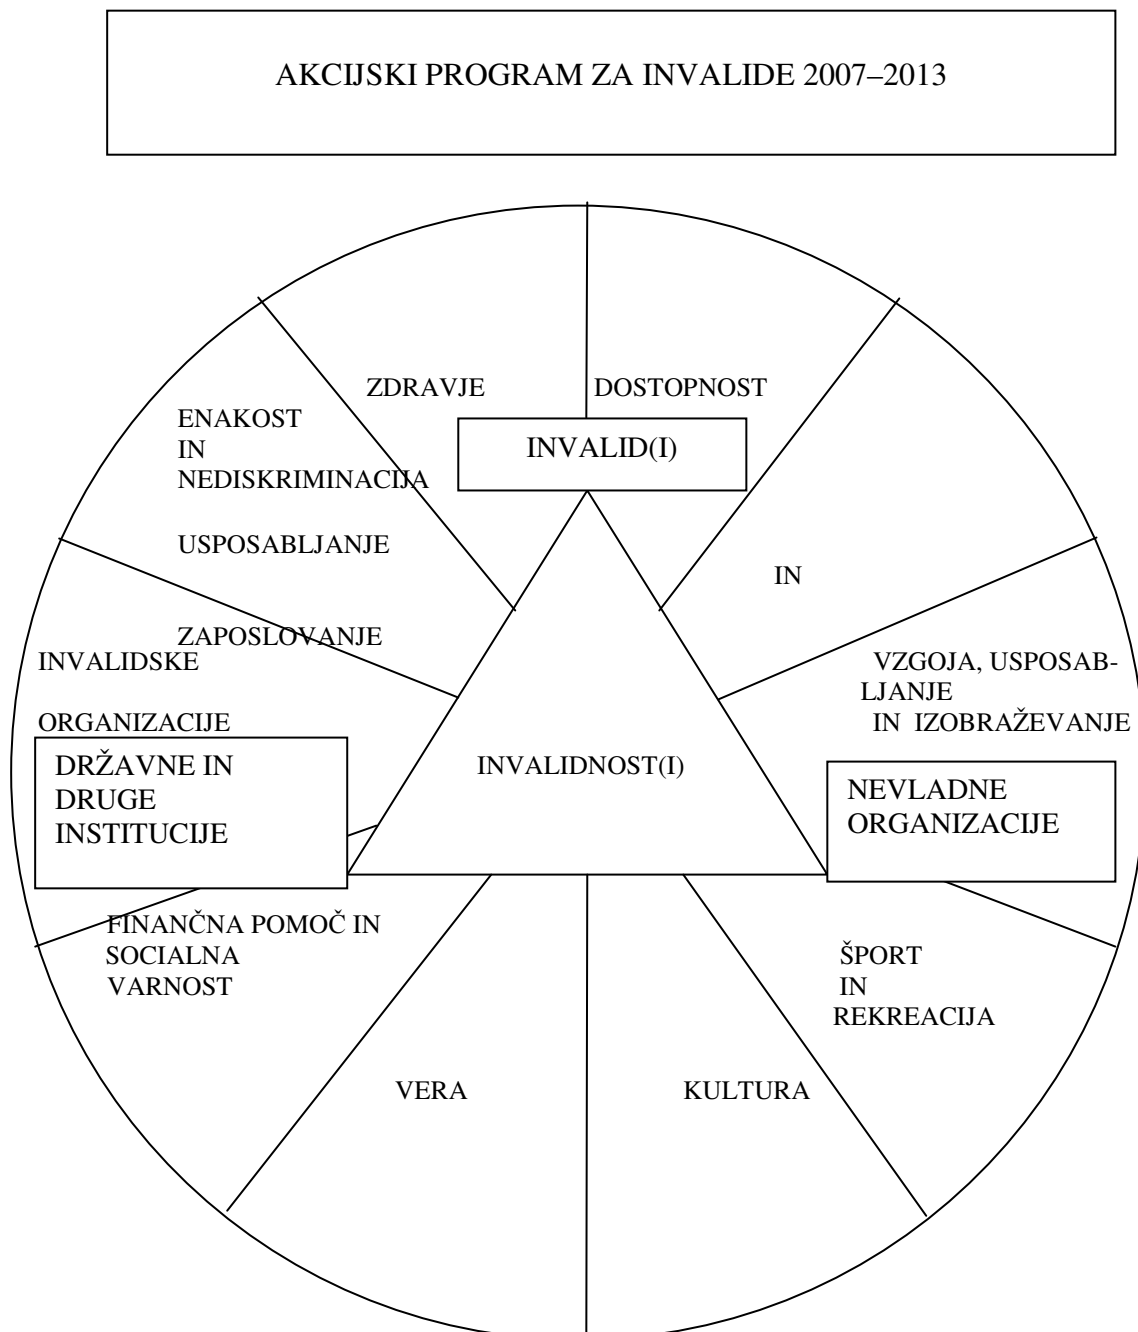 AKCIJSKI PROGRAM ZA INVALIDE 2007–2013
ZDRAVJE
DOSTOPNOST
ENAKOST
IN
NEDISKRIMINACIJA
INVALID(I)
USPOSABLJANJE
IN
ZAPOSLOVANJE
INVALIDSKE
ORGANIZACIJE
VZGOJA, USPOSAB-
LJANJE
IN IZOBRAŽEVANJE
DRŽAVNE IN
DRUGE
INSTITUCIJE
INVALIDNOST(I)
NEVLADNE
ORGANIZACIJE
FINANČNA POMOČ IN
SOCIALNA
VARNOST
ŠPORT
IN
REKREACIJA
VERA
KULTURA